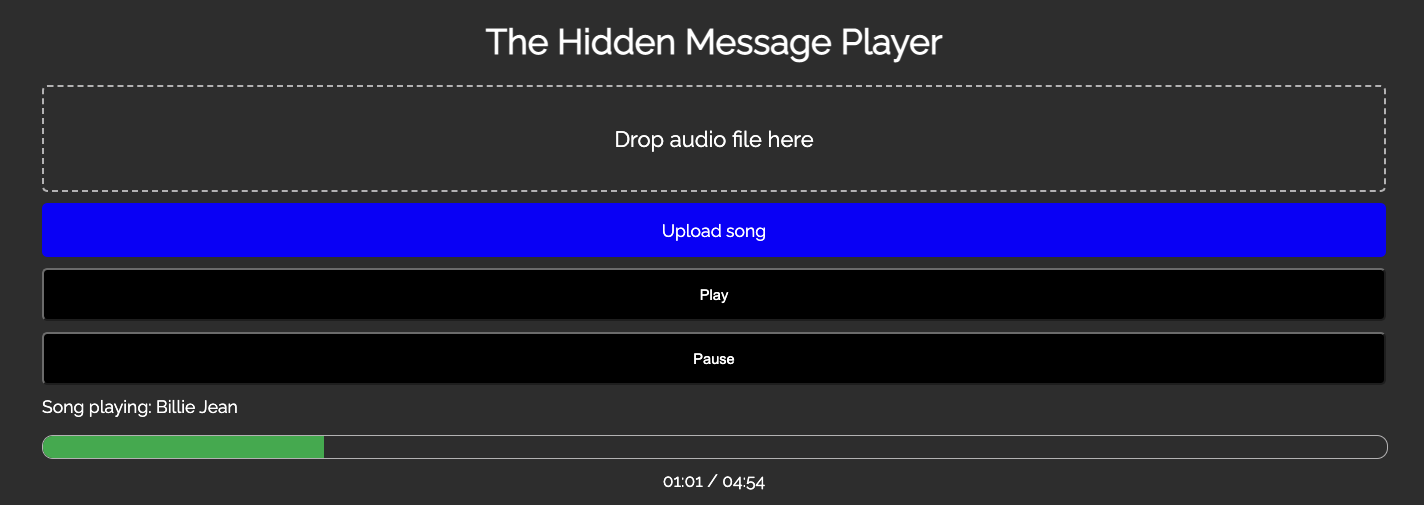 The Hidden Message Player
Drop audio file here
Upload song
Play
Pause
Song playing: Billie Jean
01:01 / 04:54